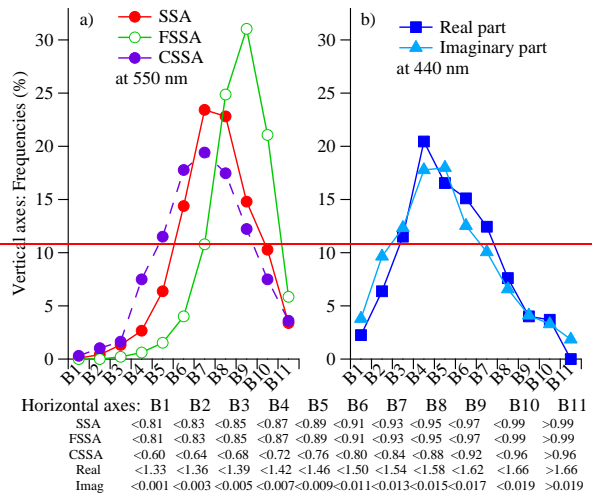 a)
SSA
FSSA
CSSA
at 550 nm
b)
Real part
Imaginary part
at 440 nm
Vertical axes: Frequencies (%)
30
25
20
15
10
5
0
B1 B2 B3 B4 B5 B6 B7 B8 B9 B10 B11
B1 B2 B3 B4 B5 B6 B7 B8 B9 B10 B11
Horizontal axes: B1 B2 B3 B4 B5 B6 B7 B8 B9 B10 B11
SSA <0.81 <0.83 <0.85 <0.87 <0.89 <0.91 <0.93 <0.95 <0.97 <0.99 >0.99
FSSA <0.81 <0.83 <0.85 <0.87 <0.89 <0.91 <0.93 <0.95 <0.97 <0.99 >0.99
CSSA <0.60 <0.64 <0.68 <0.72 <0.76 <0.80 <0.84 <0.88 <0.92 <0.96 >0.96
Real <1.33 <1.36 <1.39 <1.42 <1.46 <1.50 <1.54 <1.58 <1.62 <1.66 >1.66
Imag <0.001 <0.003 <0.005 <0.007 <0.009 <0.011 <0.013 <0.015 <0.017 <0.019 >0.019